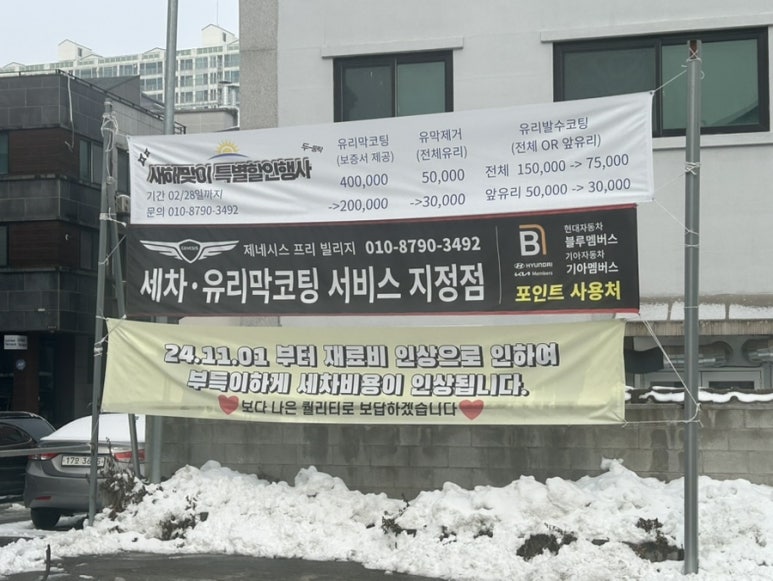 새해맞이 특별할인행사
기간 02/28일까지
문의 010-8790-3492
유리막코팅
(보증서 제공)
400,000
->200,000
유막제거
(전체유리)
50,000
->30,000
유리발수코팅
(전체 OR 앞유리)
전체 150,000 -> 75,000
앞유리 50,000 -> 30,000
GENESIS
제네시스 프리 빌리지 010-8790-3492
세차·유리막코팅 서비스 지정점
B
HYUNDAI
KIA Members
현대자동차
블루멤버스
기아자동차
기아멤버스
포인트 사용처
24.11.01 부터 재료비 인상으로 인하여
부득이하게 세차비용이 인상됩니다.
보다 나은 퀄리티로 보답하겠습니다